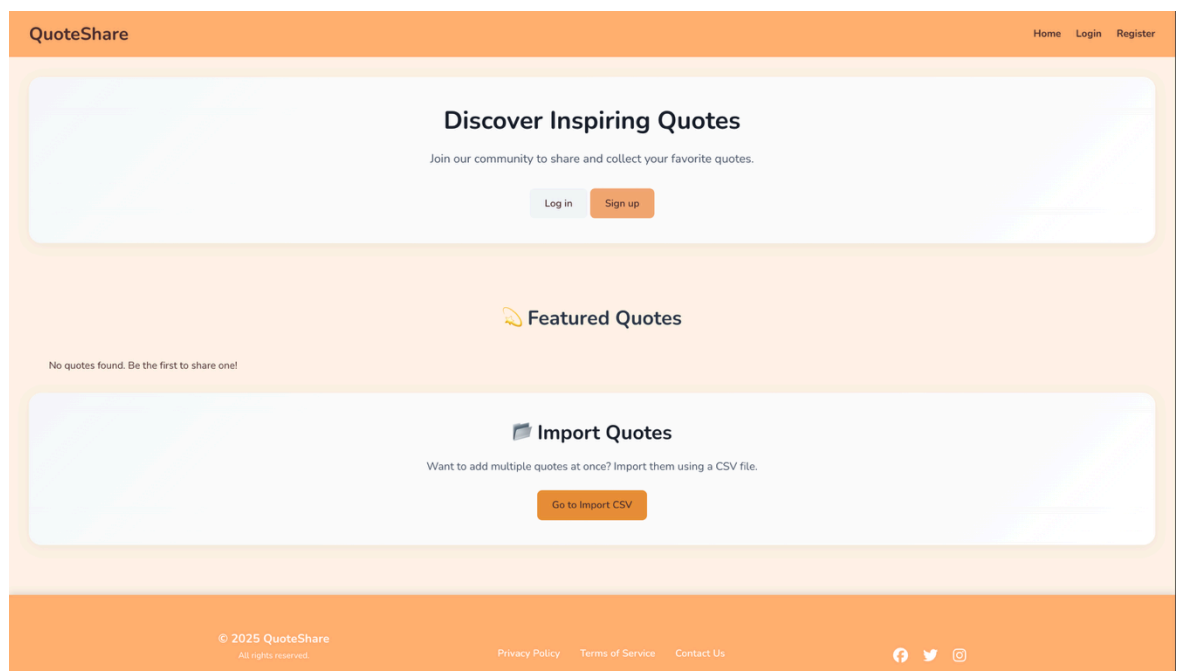 QuoteShare
Home Login Register
Discover Inspiring Quotes
Join our community to share and collect your favorite quotes.
Log in Sign up
💫 Featured Quotes
No quotes found. Be the first to share one!
📂 Import Quotes
Want to add multiple quotes at once? Import them using a CSV file.
Go to Import CSV
© 2025 QuoteShare
All rights reserved.
Privacy Policy Terms of Service Contact Us